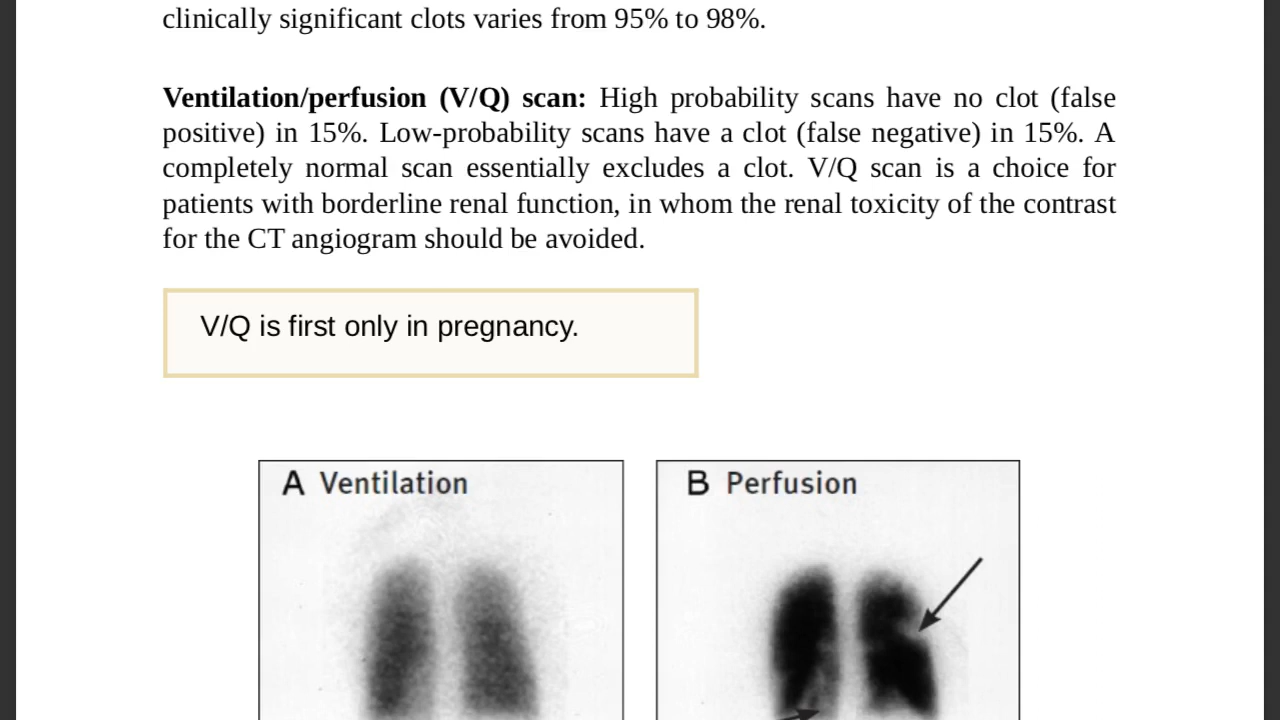 clinically significant clots varies from 95% to 98%.
Ventilation/perfusion (V/Q) scan: High probability scans have no clot (false
positive) in 15%. Low-probability scans have a clot (false negative) in 15%. A
completely normal scan essentially excludes a clot. V/Q scan is a choice for
patients with borderline renal function, in whom the renal toxicity of the contrast
for the CT angiogram should be avoided.
V/Q is first only in pregnancy.
A Ventilation
B Perfusion